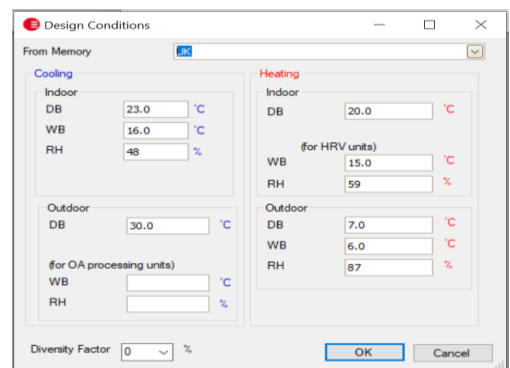 Design Conditions
From Memory UK
Cooling
Indoor
DB 23.0 °C
WB 16.0 °C
RH 48 %
Outdoor
DB 30.0 °C
(for OA processing units)
WB °C
RH %
Heating
Indoor
DB 20.0 °C
(for HRV units)
WB 15.0 °C
RH 59 %
Outdoor
DB 7.0 °C
WB 6.0 °C
RH 87 %
Diversity Factor 0 %
OK Cancel